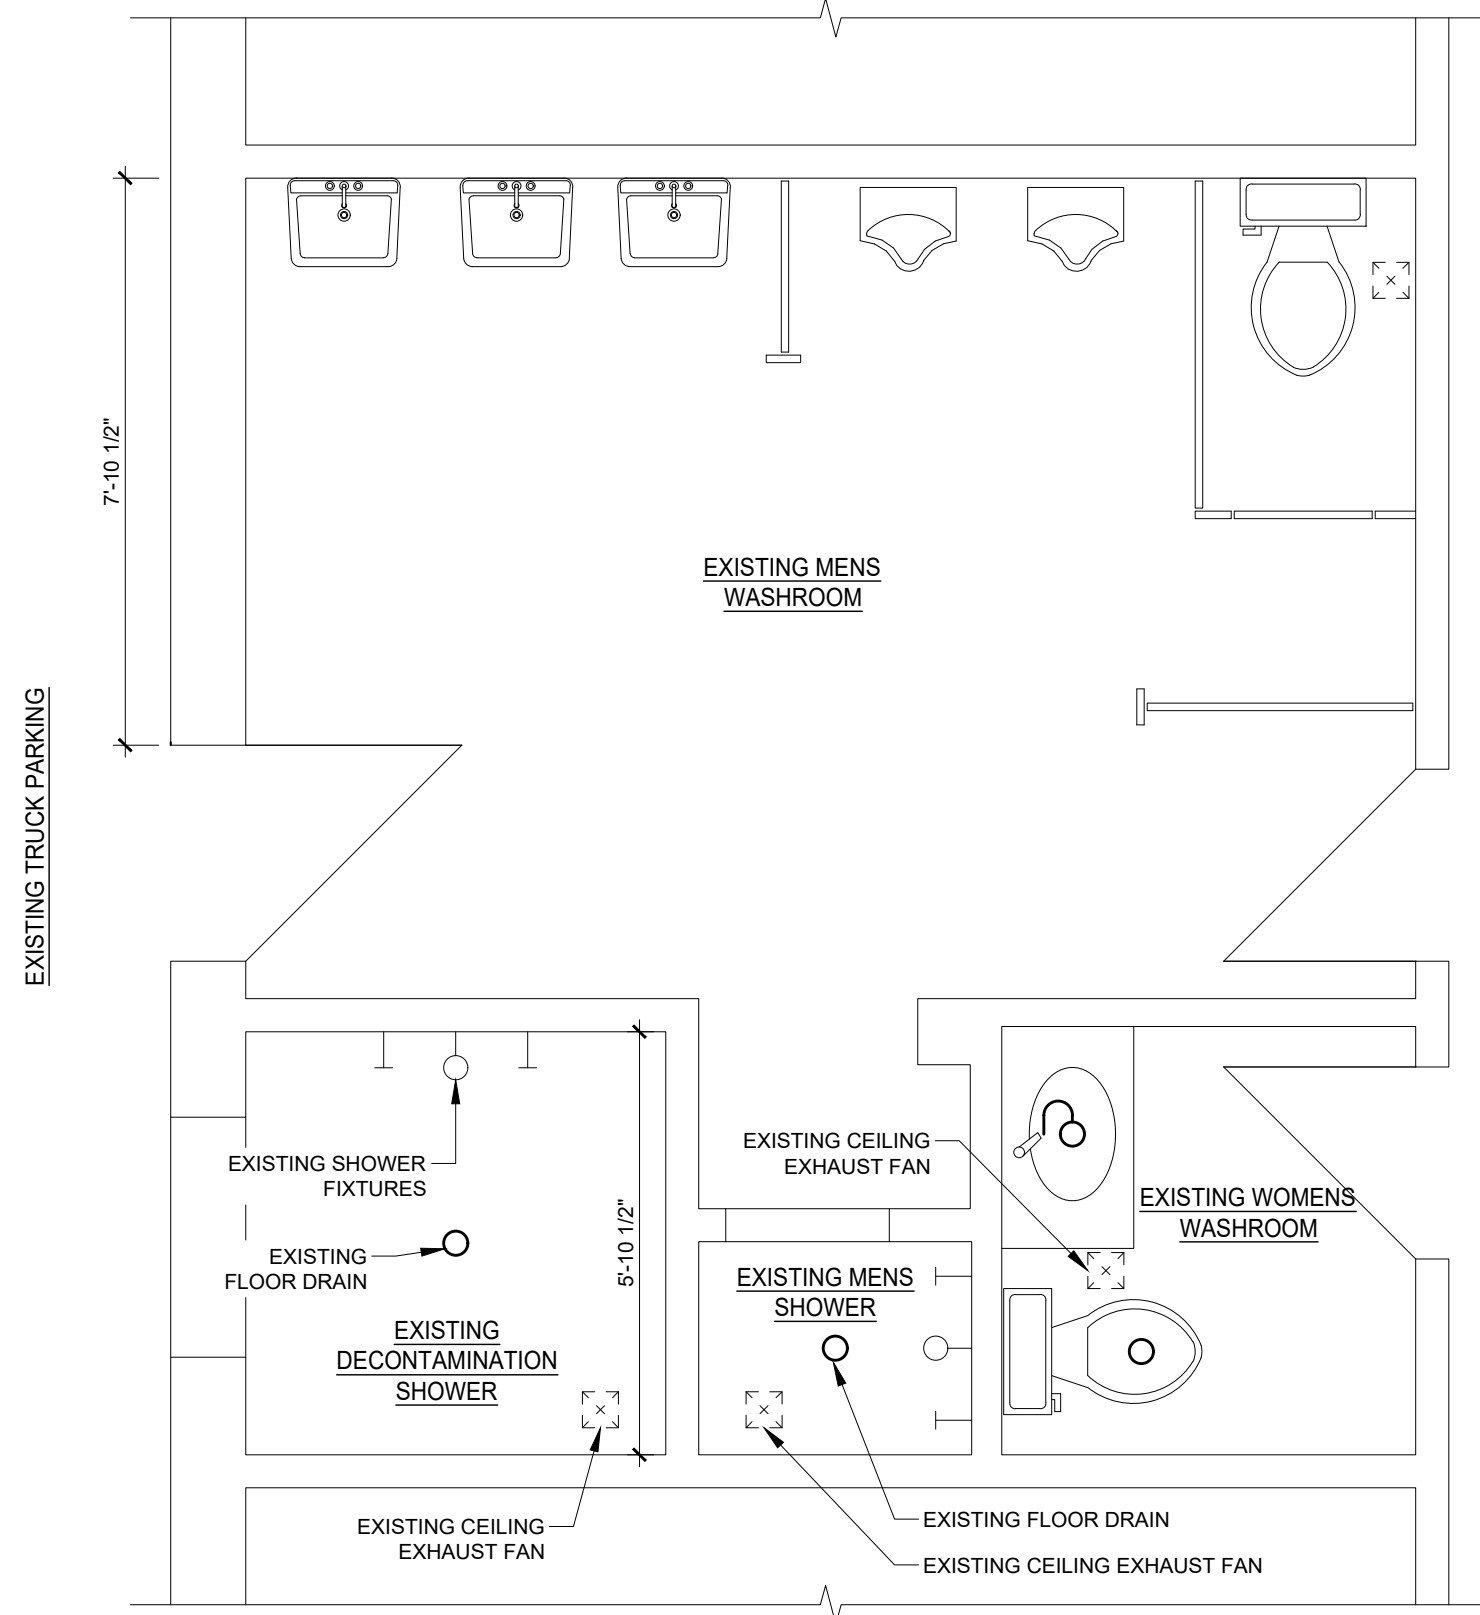 7'-10 1/2"
EXISTING MENS
WASHROOM
EXISTING TRUCK PARKING
EXISTING SHOWER
FIXTURES
EXISTING
FLOOR DRAIN
5'-10 1/2"
EXISTING
DECONTAMINATION
SHOWER
EXISTING CEILING
EXHAUST FAN
EXISTING WOMENS
WASHROOM
EXISTING MENS
SHOWER
EXISTING CEILING
EXHAUST FAN
EXISTING FLOOR DRAIN
EXISTING CEILING EXHAUST FAN